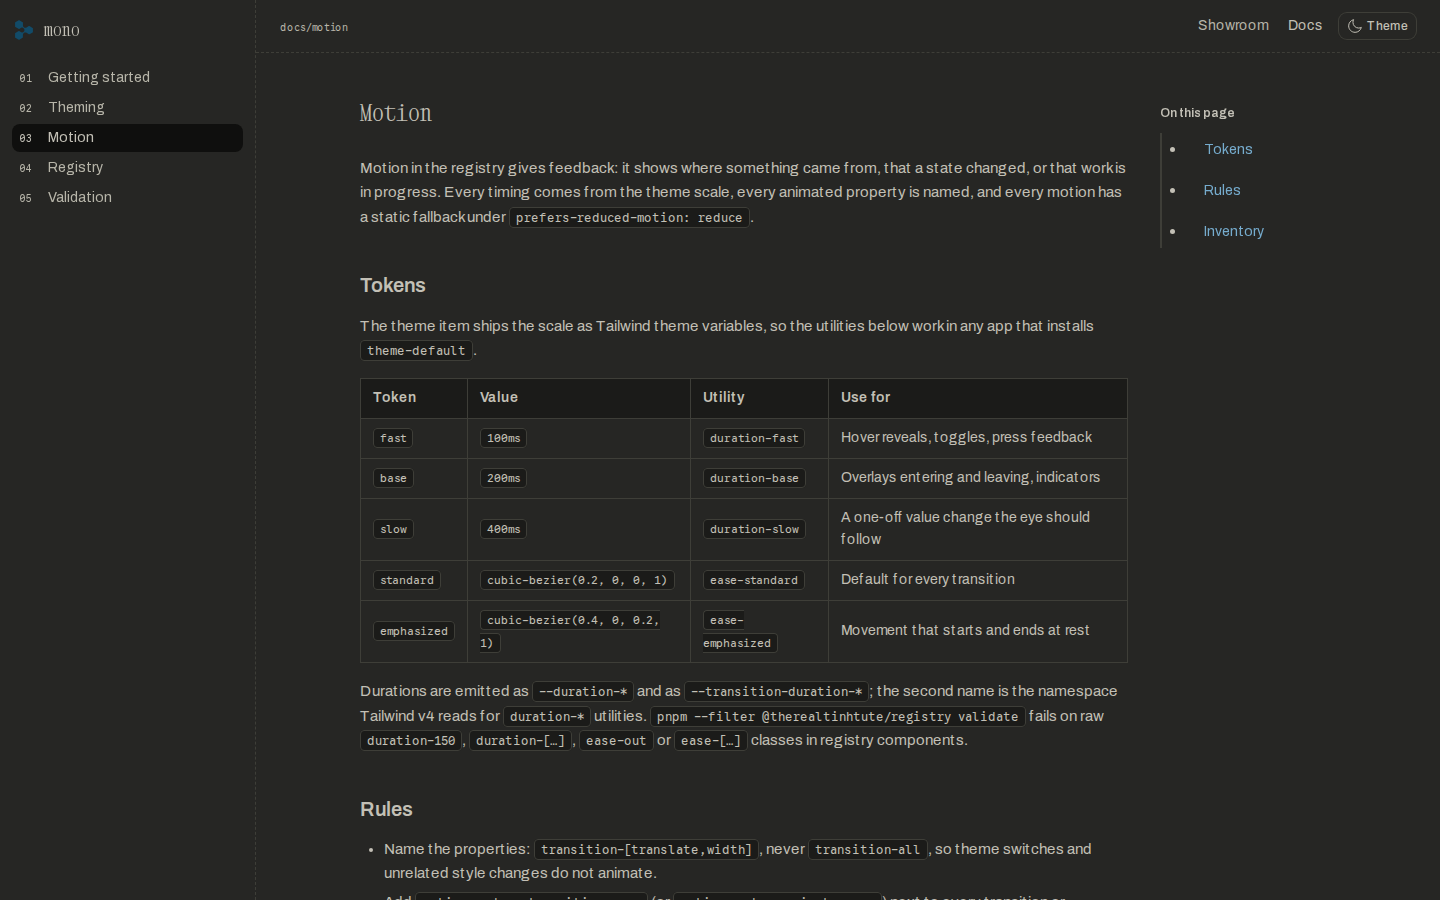 mono
01 Getting started
02 Theming
03 Motion
04 Registry
05 Validation
docs/motion
Showroom Docs Theme
Motion
Motion in the registry gives feedback: it shows where something came from, that a state changed, or that work is
in progress. Every timing comes from the theme scale, every animated property is named, and every motion has
a static fallback under prefers-reduced-motion: reduce.
Tokens
The theme item ships the scale as Tailwind theme variables, so the utilities below work in any app that installs
theme-default.
Token Value Utility Use for
fast 100ms duration-fast Hover reveals, toggles, press feedback
base 200ms duration-base Overlays entering and leaving, indicators
slow 400ms duration-slow A one-off value change the eye should
follow
standard cubic-bezier(0.2, 0, 0, 1) ease-standard Default for every transition
emphasized cubic-bezier(0.4, 0, 0.2,
1) ease-
emphasized Movement that starts and ends at rest
Durations are emitted as --duration-* and as --transition-duration-*; the second name is the namespace
Tailwind v4 reads for duration-* utilities. pnpm --filter @therealtinhtute/registry validate fails on raw
duration-150, duration-[…], ease-out or ease-[…] classes in registry components.
Rules
• Name the properties: transition-[translate,width], never transition-all, so theme switches and
unrelated style changes do not animate.
On this page
• Tokens
• Rules
• Inventory